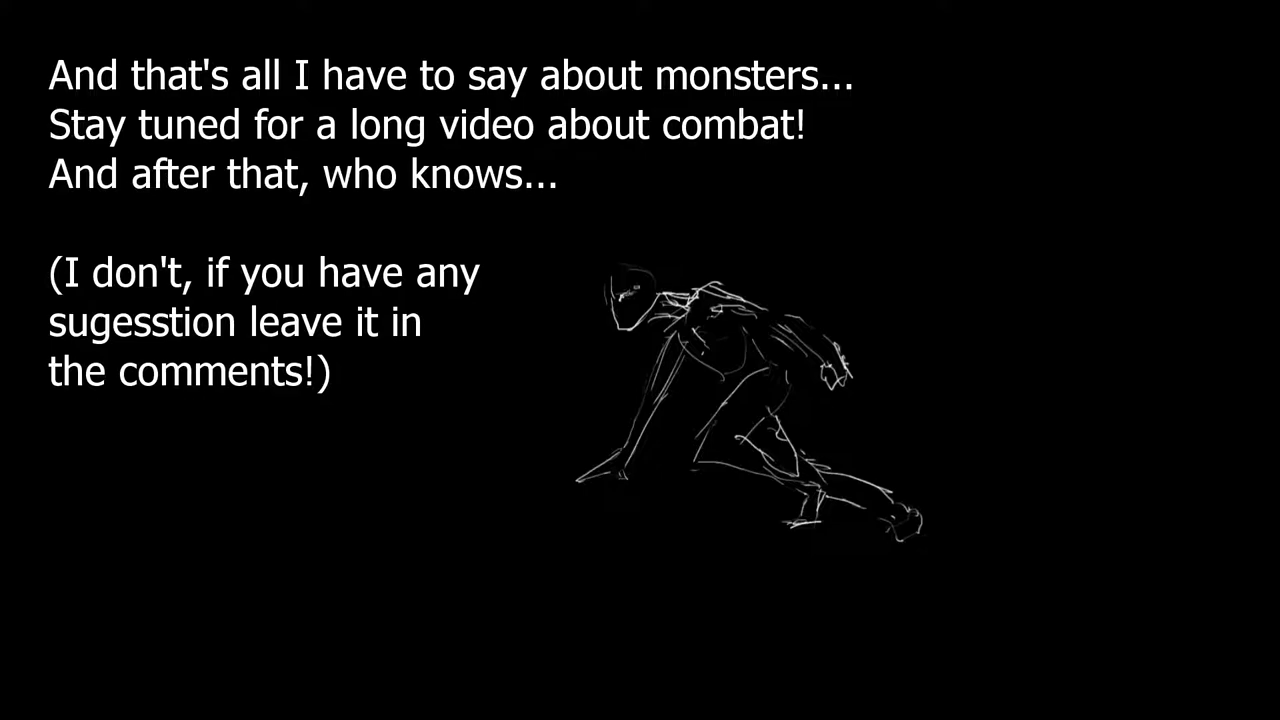 And that's all I have to say about monsters...
Stay tuned for a long video about combat!
And after that, who knows...
(I don't, if you have any
sugesstion leave it in
the comments!)